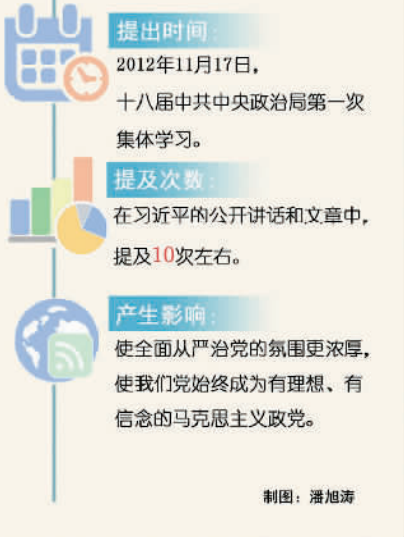 提出时间：
2012年11月17日，
十八届中共中央政治局第一次
集体学习。
提及次数：
在习近平的公开讲话和文章中，
提及10次左右。
产生影响：
使全面从严治党的氛围更浓厚，
使我们党始终成为有理想、有
信念的马克思主义政党。
制图：潘旭涛